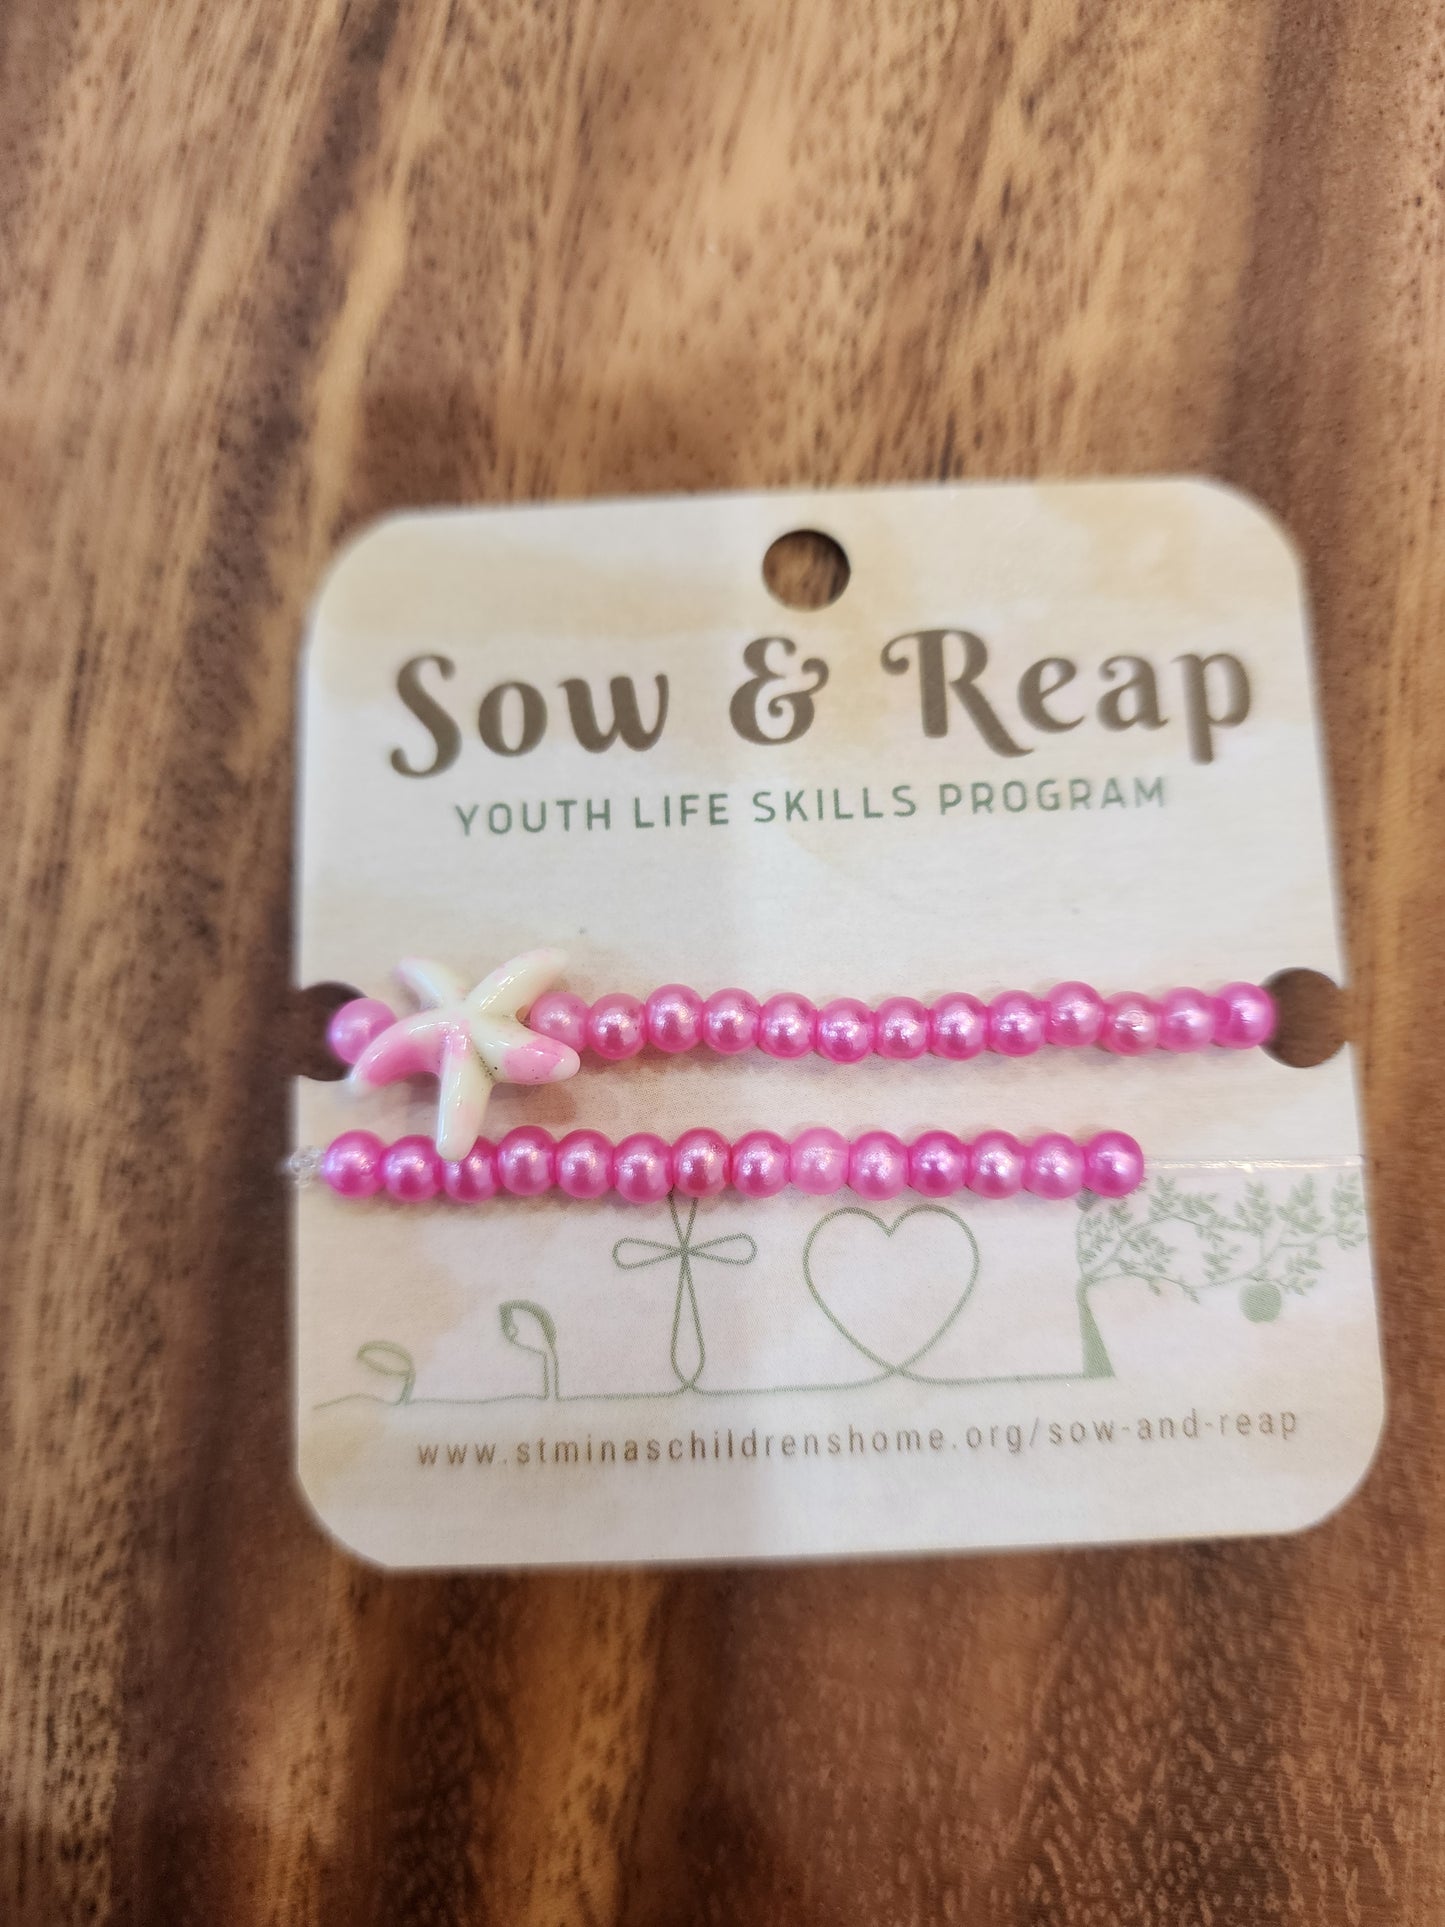 Sow & Reap
YOUTH LIFE SKILLS PROGRAM
www.stminaschildrenshome.org/sow-and-reap